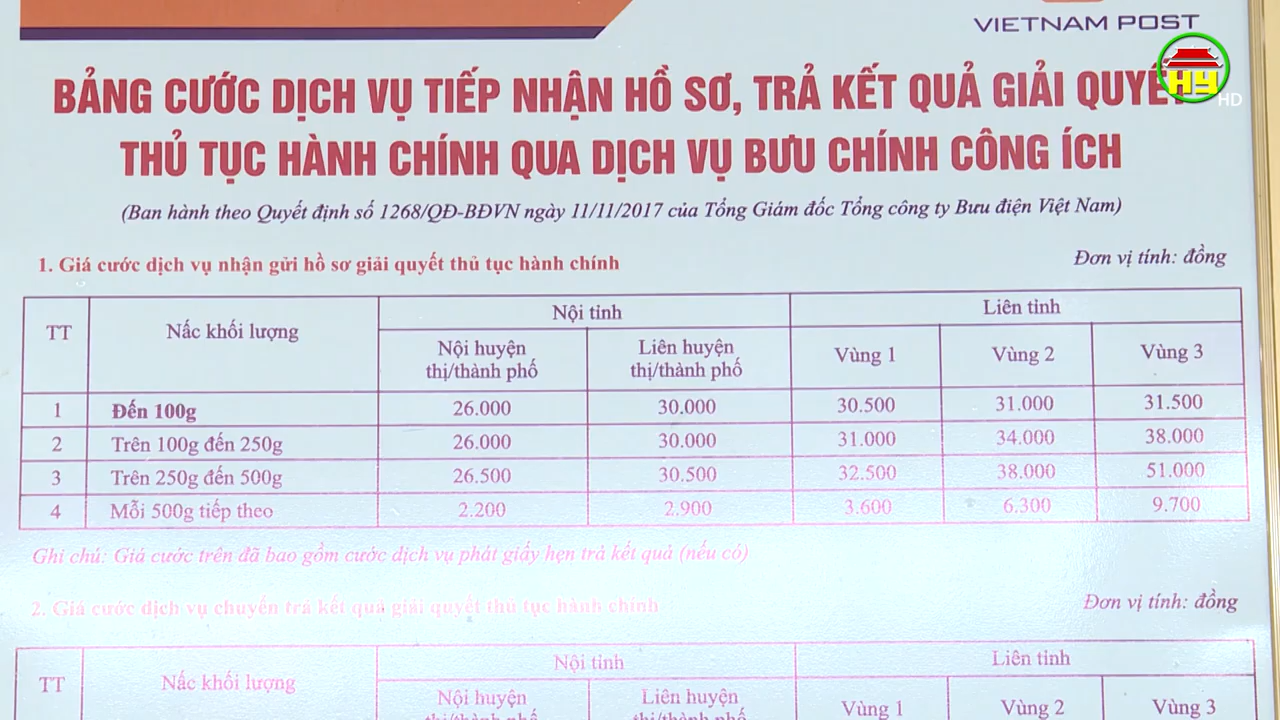 VIETNAM POST
HY
HD
BẢNG CƯỚC DỊCH VỤ TIẾP NHẬN HỒ SƠ, TRẢ KẾT QUẢ GIẢI QUYẾT
THỦ TỤC HÀNH CHÍNH QUA DỊCH VỤ BƯU CHÍNH CÔNG ÍCH
(Ban hành theo Quyết định số 1268/QĐ-BĐVN ngày 11/11/2017 của Tổng Giám đốc Tổng công ty Bưu điện Việt Nam)
1. Giá cước dịch vụ nhận gửi hồ sơ giải quyết thủ tục hành chính
Đơn vị tính: đồng
TT Nấc khối lượng Nội tỉnh Liên tỉnh
Nội huyện thị/thành phố Liên huyện thị/thành phố Vùng 1 Vùng 2 Vùng 3
1 Đến 100g 26.000 30.000 30.500 31.000 31.500
2 Trên 100g đến 250g 26.000 30.000 31.000 34.000 38.000
3 Trên 250g đến 500g 26.500 30.500 32.500 38.000 51.000
4 Mỗi 500g tiếp theo 2.200 2.900 3.600 6.300 9.700
Ghi chú: Giá cước trên đã bao gồm cước dịch vụ phát giấy hẹn trả kết quả (nếu có)
2. Giá cước dịch vụ chuyển trả kết quả giải quyết thủ tục hành chính
Đơn vị tính: đồng
TT Nấc khối lượng Nội tỉnh Liên tỉnh
Nội huyện thị/thành phố Liên huyện thị/thành phố Vùng 1 Vùng 2 Vùng 3